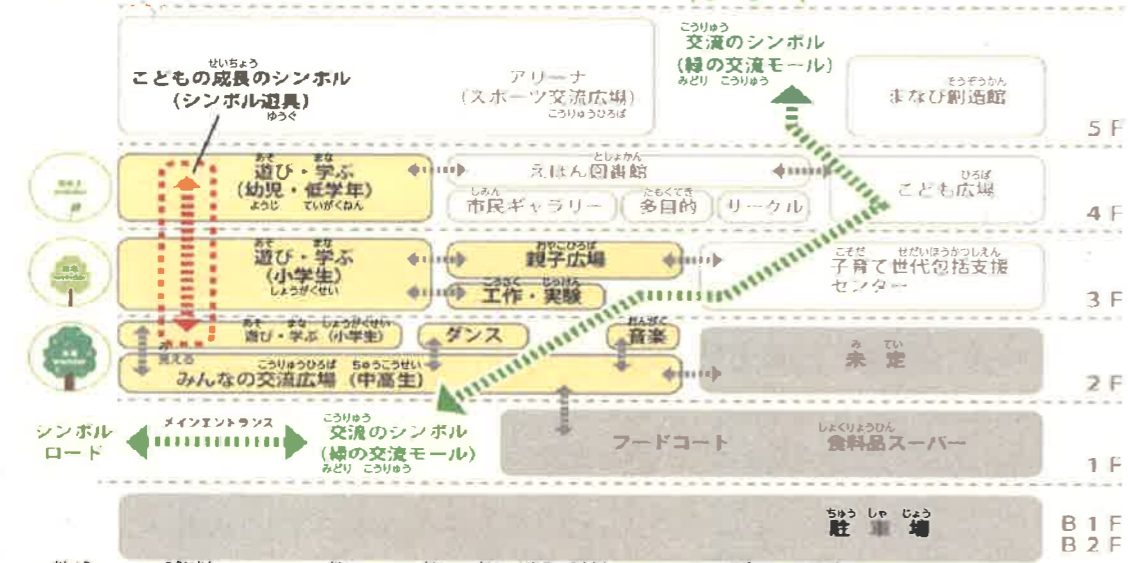 こどもの成長のシンボル
せいちょう
(シンボル遊具)
ゆうぐ
アリーナ
(スポーツ交流広場)
こうりゅうひろば
こうりゅう
交流のシンボル
(緑の交流モール)
みどり こうりゅう
そうぞうかん
まなび創造館
5F
あそ まな
遊び・学ぶ
(幼児・低学年)
ようじ ていがくねん
としょかん
えほん図書館
しみん
市民ギャラリー
たもくてき
多目的
サークル
ひろば
こども広場
4F
あそ まな
遊び・学ぶ
(小学生)
しょうがくせい
おやこひろば
親子広場
こうさく じっけん
工作・実験
こそだ せだいほうかつしえん
子育て世代包括支援
センター
3F
あそ まな しょうがくせい
遊び・学ぶ(小学生)
ダンス
おんがく
音楽
み
見える
こうりゅうひろば ちゅうこうせい
みんなの交流広場(中高生)
み てい
未定
2F
シンボル
ロード
メインエントランス
こうりゅう
交流のシンボル
(緑の交流モール)
みどり こうりゅう
フードコート
しょくりょうひん
食料品スーパー
1F
ちゅう しゃ じょう
駐車場
B1F
B2F